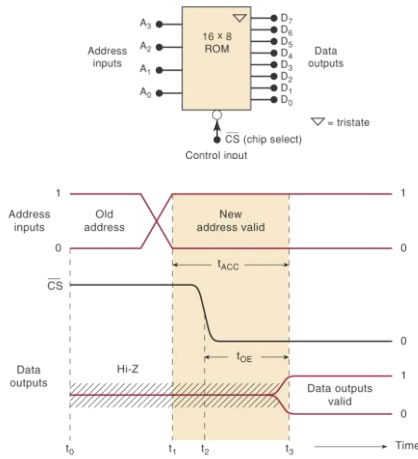 A3
A2
A1
A0
Address
inputs
16 x 8
ROM
D7
D6
D5
D4
D3
D2
D1
D0
Data
outputs
▽ = tristate
CS (chip select)
Control input
Address
inputs
1
0
Old
address
New
address valid
1
0
tACC
CS
0
tOE
Data
outputs
Hi-Z
Data outputs
valid
1
0
t0
t1
t2
t3
Time